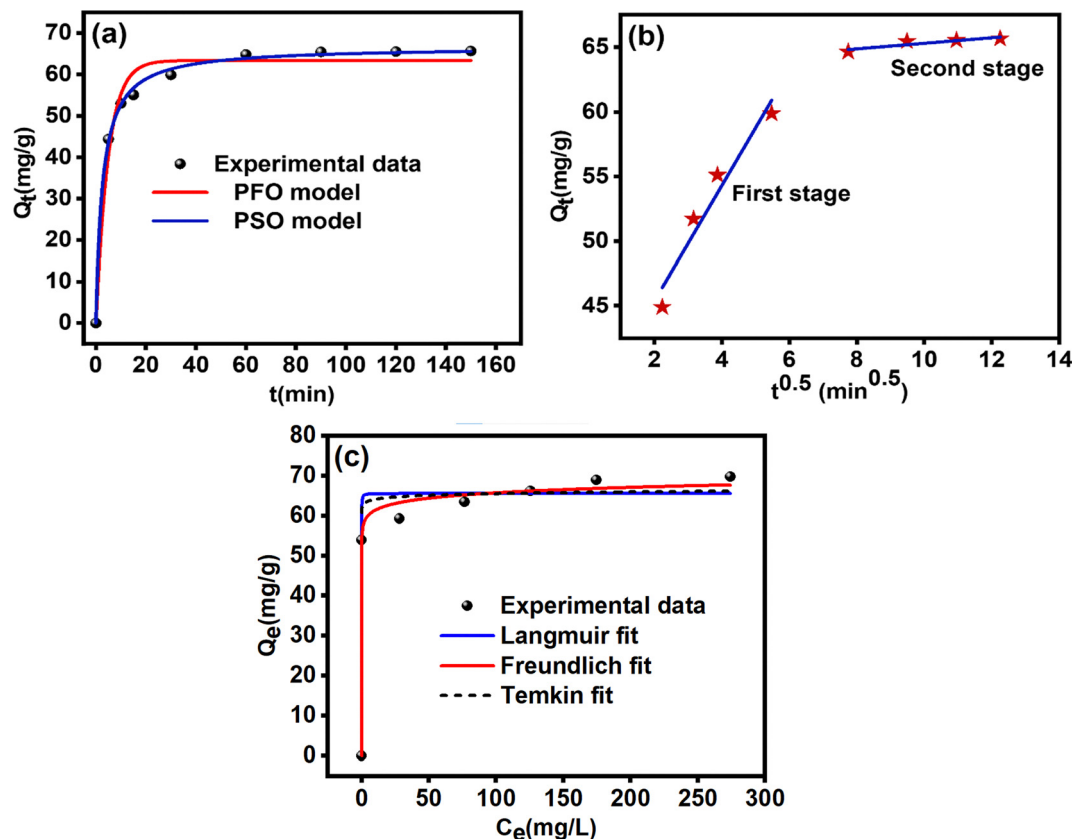 (a)
Qt(mg/g)
70
60
50
40
30
20
10
0
Experimental data
PFO model
PSO model
0 20 40 60 80 100 120 140 160
t(min)
(b)
Qt(mg/g)
65
60
55
50
45
Second stage
First stage
2 4 6 8 10 12 14
t^0.5 (min^0.5)
(c)
Qe(mg/g)
80
70
60
50
40
30
20
10
0
Experimental data
Langmuir fit
Freundlich fit
Temkin fit
0 50 100 150 200 250 300
Ce(mg/L)